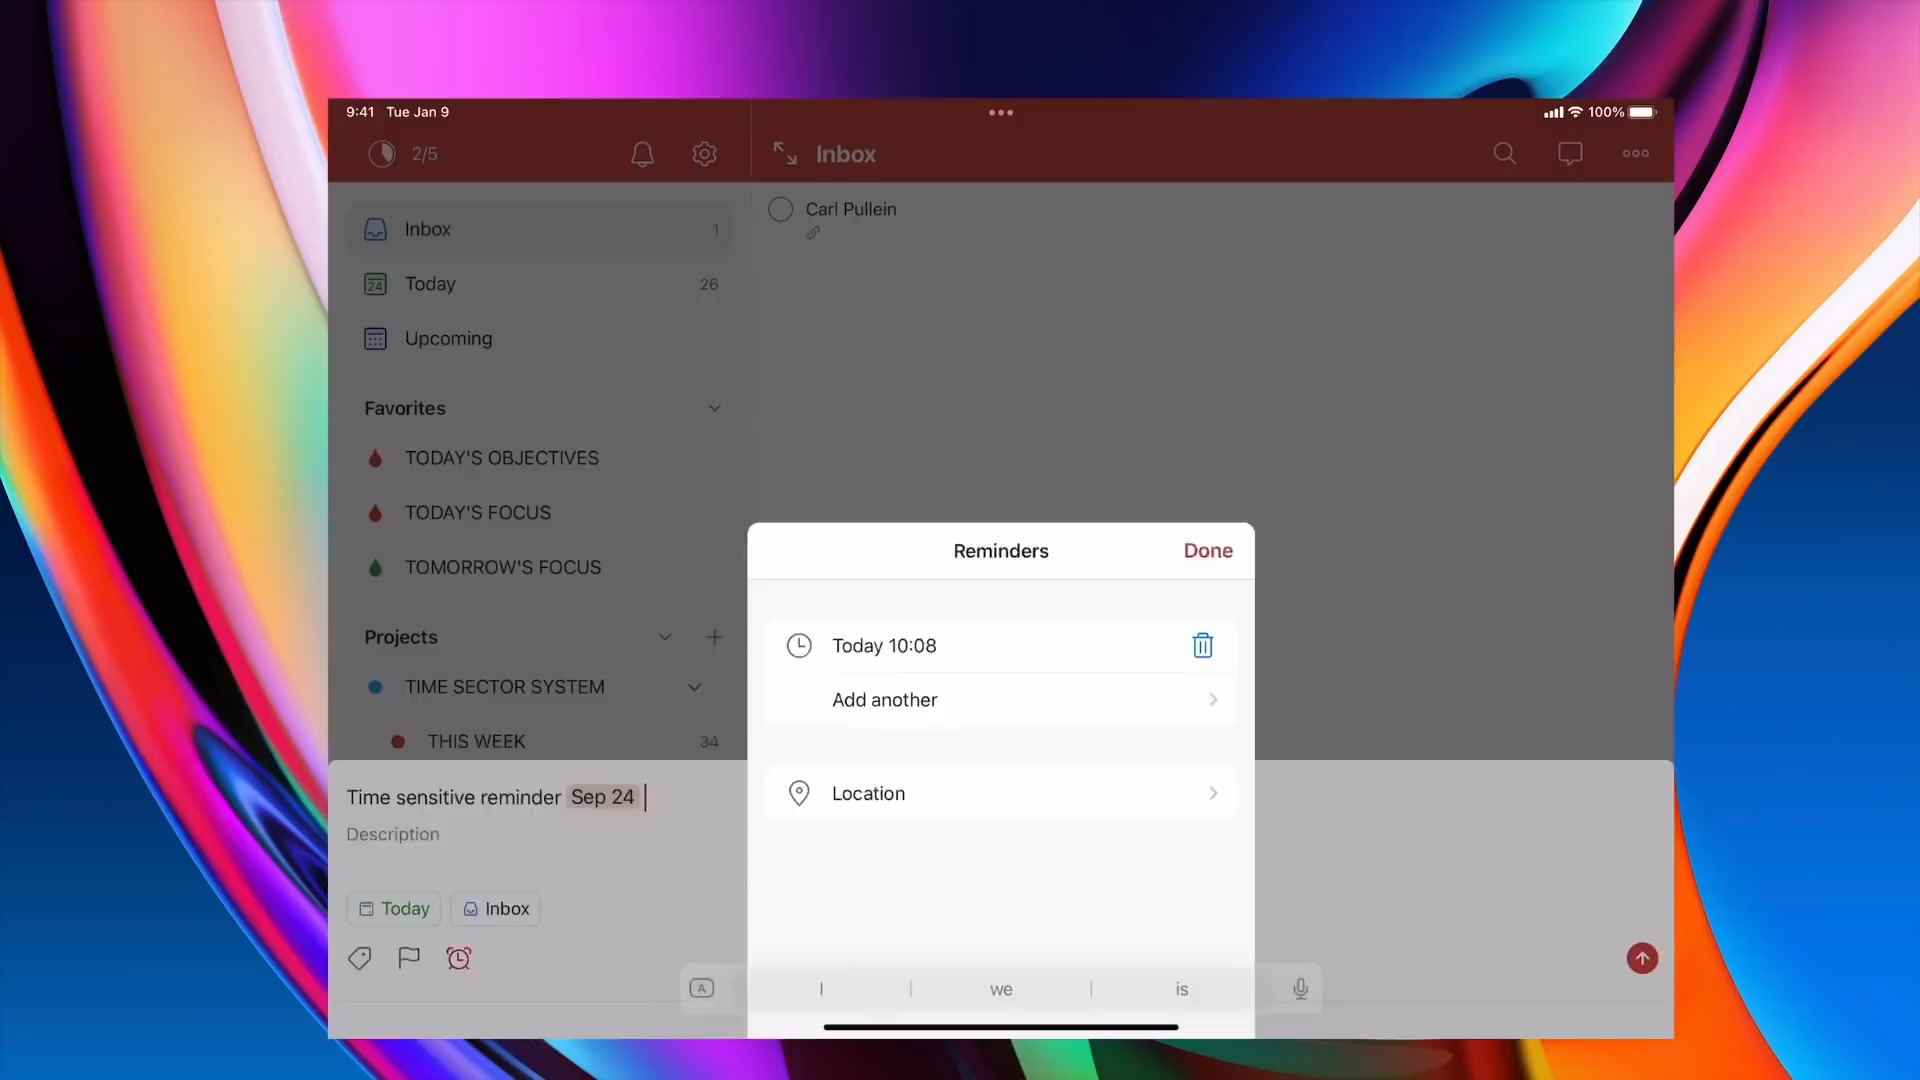 9:41 Tue Jan 9
100%
2/5
Inbox
Inbox 1
24 Today 26
Upcoming
Favorites
TODAY'S OBJECTIVES
TODAY'S FOCUS
TOMORROW'S FOCUS
Projects
TIME SECTOR SYSTEM
THIS WEEK 34
Carl Pullein
Reminders Done
Today 10:08
Add another
Location
Time sensitive reminder Sep 24
Description
Today Inbox
A I we is